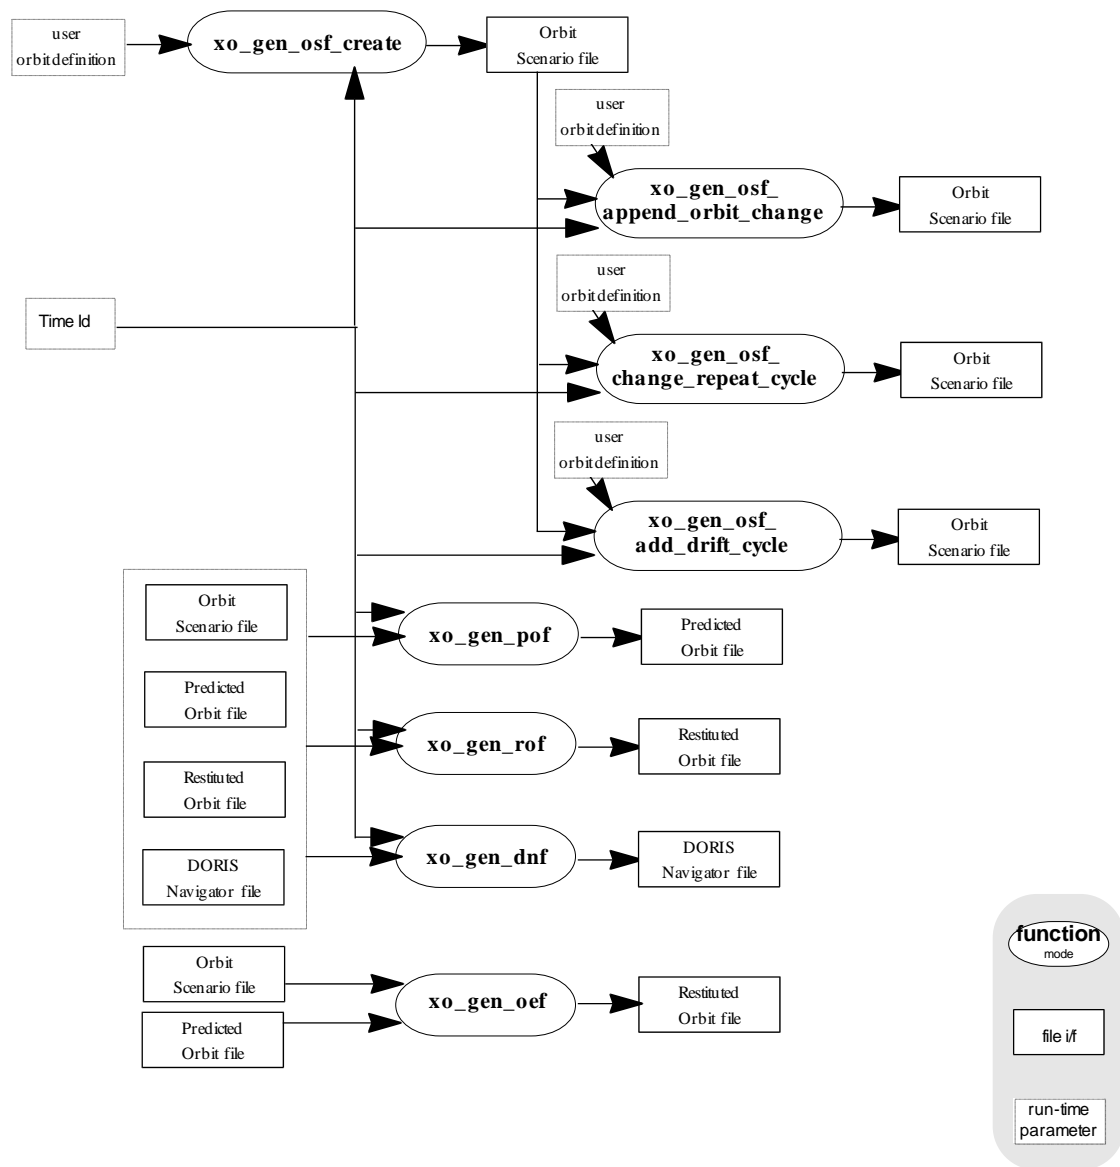 user
orbit definition
xo_gen_osf_create
Orbit
Scenario file
user
orbit definition
xo_gen_osf_
append_orbit_change
Orbit
Scenario file
user
orbit definition
Time Id
xo_gen_osf_
change_repeat_cycle
Orbit
Scenario file
user
orbit definition
xo_gen_osf_
add_drift_cycle
Orbit
Scenario file
Orbit
Scenario file
xo_gen_pof
Predicted
Orbit file
Predicted
Orbit file
xo_gen_rof
Restituted
Orbit file
Restituted
Orbit file
xo_gen_dnf
DORIS
Navigator file
DORIS
Navigator file
Orbit
Scenario file
xo_gen_oef
Restituted
Orbit file
Predicted
Orbit file
function
mode
file i/f
run-time
parameter